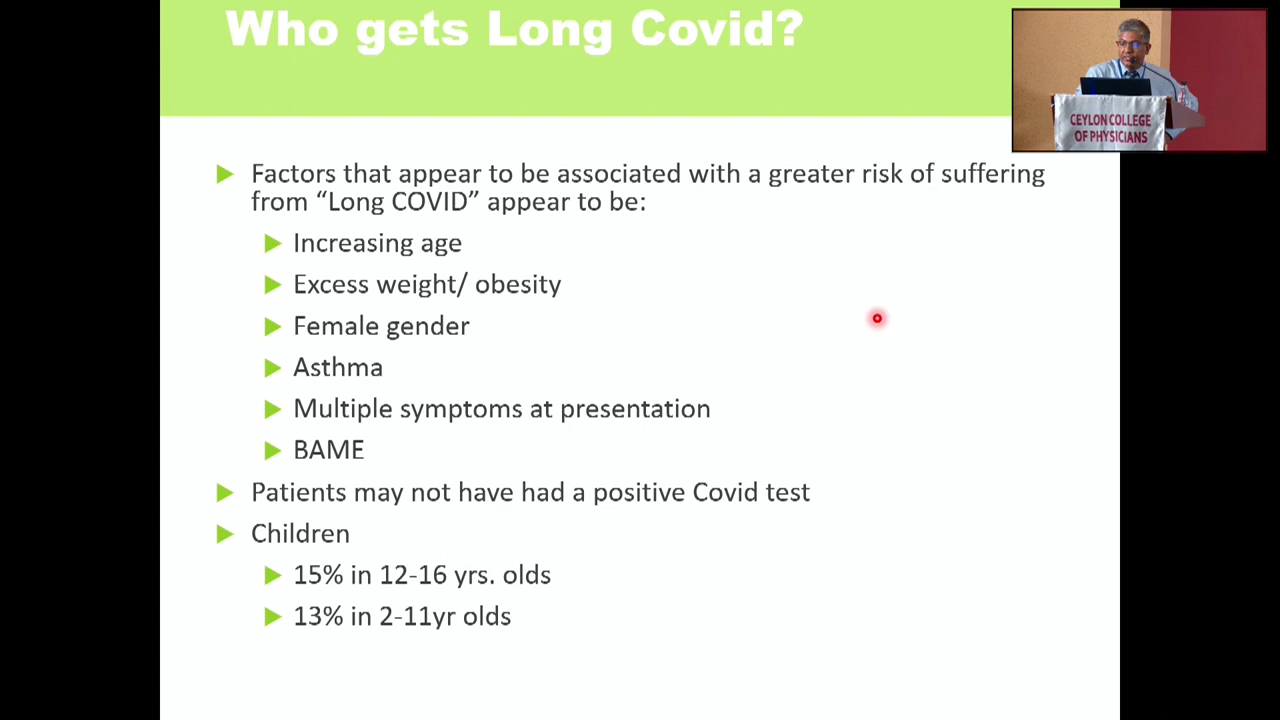 Who gets Long Covid?
CEYLON COLLEGE
OF PHYSICIANS
Factors that appear to be associated with a greater risk of suffering
from “Long COVID” appear to be:
Increasing age
Excess weight/ obesity
Female gender
Asthma
Multiple symptoms at presentation
BAME
Patients may not have had a positive Covid test
Children
15% in 12-16 yrs. olds
13% in 2-11yr olds